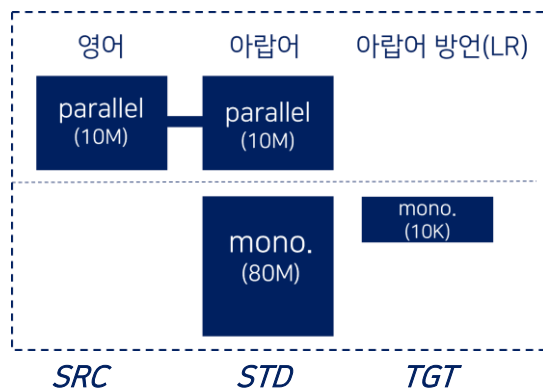 영어 아랍어 아랍어 방언(LR)
parallel parallel
(10M) (10M)
mono. mono.
(80M) (10K)
SRC STD TGT